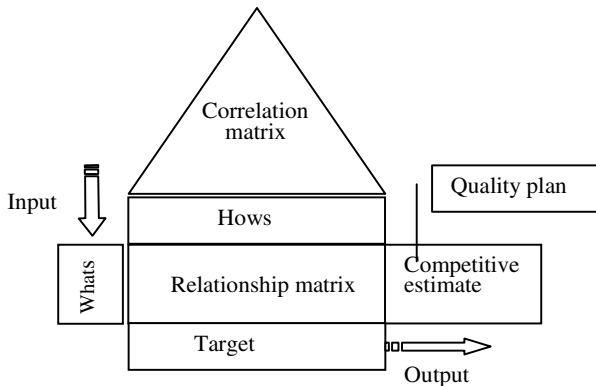 Correlation
matrix
Quality plan
Input
Hows
Whats
Relationship matrix
Competitive
estimate
Target
Output